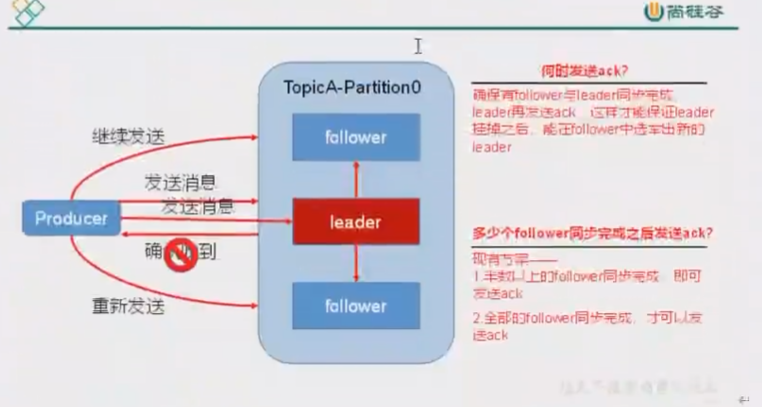 尚硅谷
何时发送ack?
TopicA-Partition0
确保有follower与leader同步完成,
leader再发送ack,这样才能保证leader
挂掉之后,能在follower中选举出新的
leader
继续发送
follower
发送消息
发送消息
Producer
leader
多少个follower同步完成之后发送ack?
确 收到
现有方案——
1.半数以上的follower同步完成,即可
发送ack
重新发送
follower
2.全部的follower同步完成,才可以发
送ack